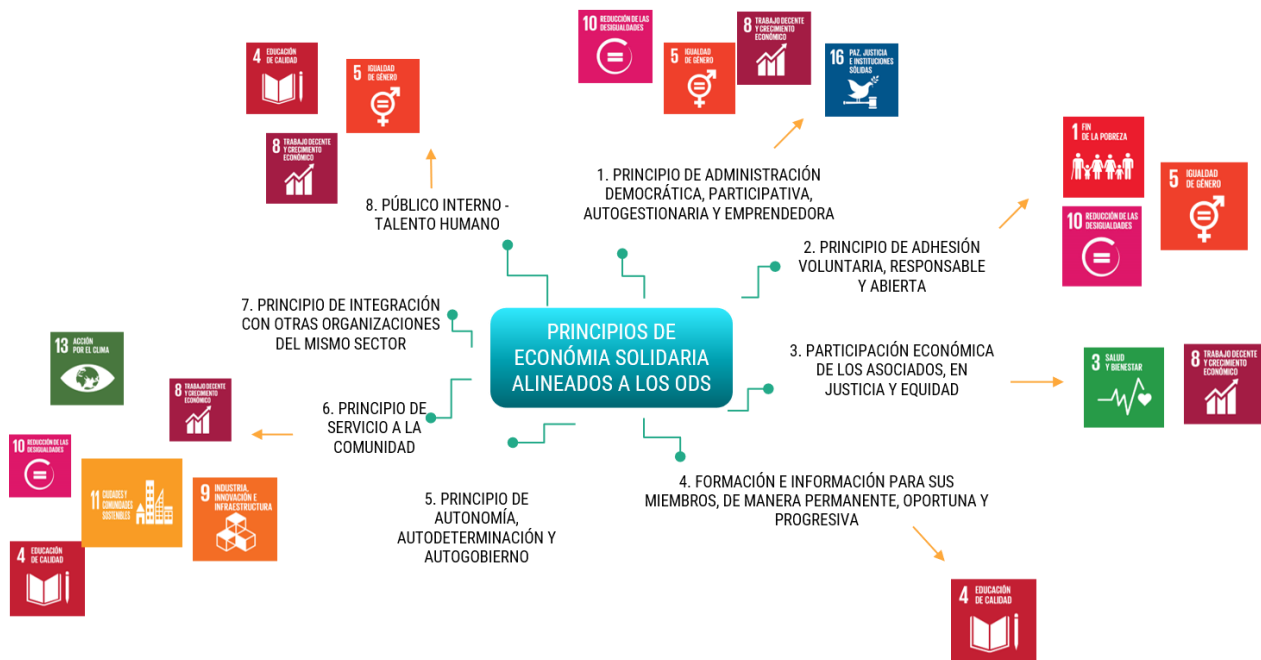 PRINCIPIOS DE
ECONÓMIA SOLIDARIA
ALINEADOS A LOS ODS
1. PRINCIPIO DE ADMINISTRACIÓN
DEMOCRÁTICA, PARTICIPATIVA,
AUTOGESTIONARIA Y EMPRENDEDORA
10 REDUCCIÓN DE LAS
DESIGUALDADES
5 IGUALDAD
DE GÉNERO
8 TRABAJO DECENTE
Y CRECIMIENTO
ECONÓMICO
16 PAZ, JUSTICIA
E INSTITUCIONES
SÓLIDAS
2. PRINCIPIO DE ADHESIÓN
VOLUNTARIA, RESPONSABLE
Y ABIERTA
1 FIN
DE LA POBREZA
5 IGUALDAD
DE GÉNERO
10 REDUCCIÓN DE LAS
DESIGUALDADES
3. PARTICIPACIÓN ECONÓMICA
DE LOS ASOCIADOS, EN
JUSTICIA Y EQUIDAD
3 SALUD
Y BIENESTAR
8 TRABAJO DECENTE
Y CRECIMIENTO
ECONÓMICO
4. FORMACIÓN E INFORMACIÓN PARA SUS
MIEMBROS, DE MANERA PERMANENTE, OPORTUNA Y
PROGRESIVA
4 EDUCACIÓN
DE CALIDAD
5. PRINCIPIO DE
AUTONOMÍA,
AUTODETERMINACIÓN Y
AUTOGOBIERNO
6. PRINCIPIO DE
SERVICIO A LA
COMUNIDAD
13 ACCIÓN
POR EL CLIMA
8 TRABAJO DECENTE
Y CRECIMIENTO
ECONÓMICO
10 REDUCCIÓN DE LAS
DESIGUALDADES
11 CIUDADES Y
COMUNIDADES
SOSTENIBLES
9 INDUSTRIA,
INNOVACIÓN E
INFRAESTRUCTURA
4 EDUCACIÓN
DE CALIDAD
7. PRINCIPIO DE INTEGRACIÓN
CON OTRAS ORGANIZACIONES
DEL MISMO SECTOR
8. PÚBLICO INTERNO -
TALENTO HUMANO
4 EDUCACIÓN
DE CALIDAD
5 IGUALDAD
DE GÉNERO
8 TRABAJO DECENTE
Y CRECIMIENTO
ECONÓMICO